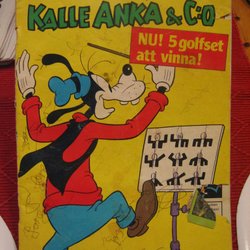 KALLE ANKA & C:O
NU! 5 golfset
att vinna!